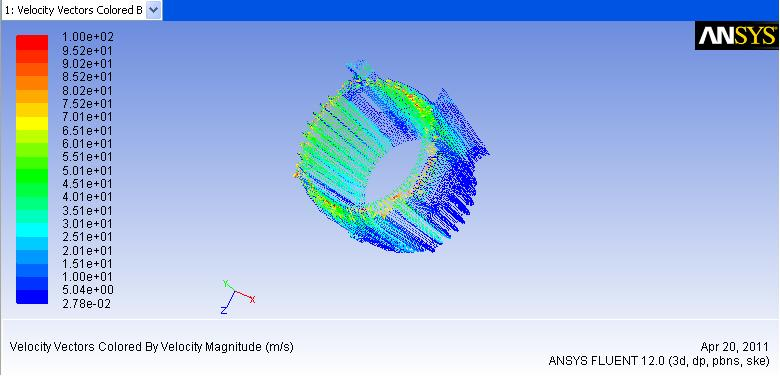 1: Velocity Vectors Colored B
ANSYS
1.00e+02
9.52e+01
9.02e+01
8.52e+01
8.02e+01
7.52e+01
7.01e+01
6.51e+01
6.01e+01
5.51e+01
5.01e+01
4.51e+01
4.01e+01
3.51e+01
3.01e+01
2.51e+01
2.01e+01
1.51e+01
1.00e+01
5.04e+00
2.78e-02
Y
X
Z
Velocity Vectors Colored By Velocity Magnitude (m/s)
Apr 20, 2011
ANSYS FLUENT 12.0 (3d, dp, pbns, ske)